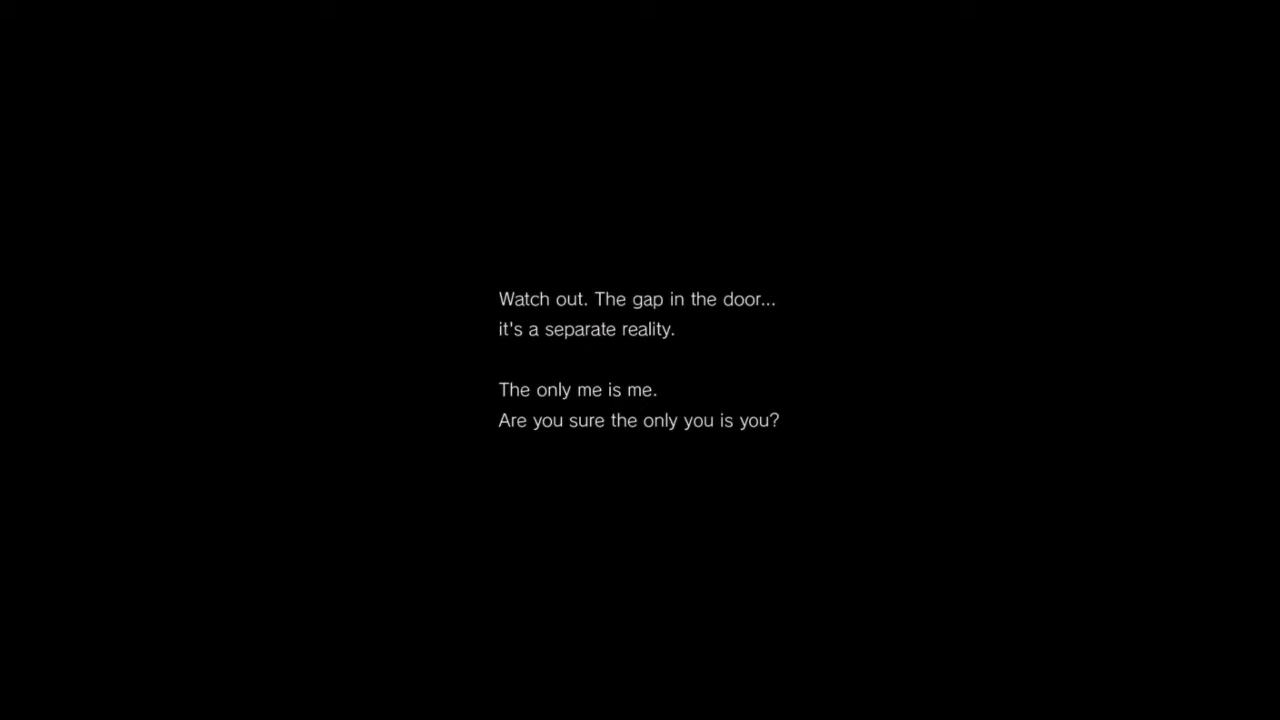 Watch out. The gap in the door...
it's a separate reality.
The only me is me.
Are you sure the only you is you?